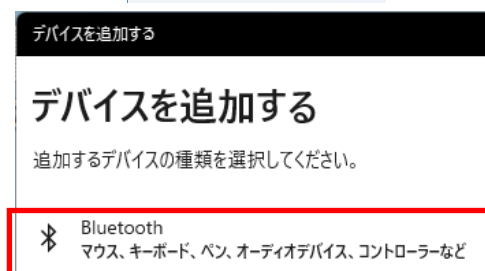 デバイスを追加する
デバイスを追加する
追加するデバイスの種類を選択してください。
Bluetooth
マウス、キーボード、ペン、オーディオデバイス、コントローラーなど